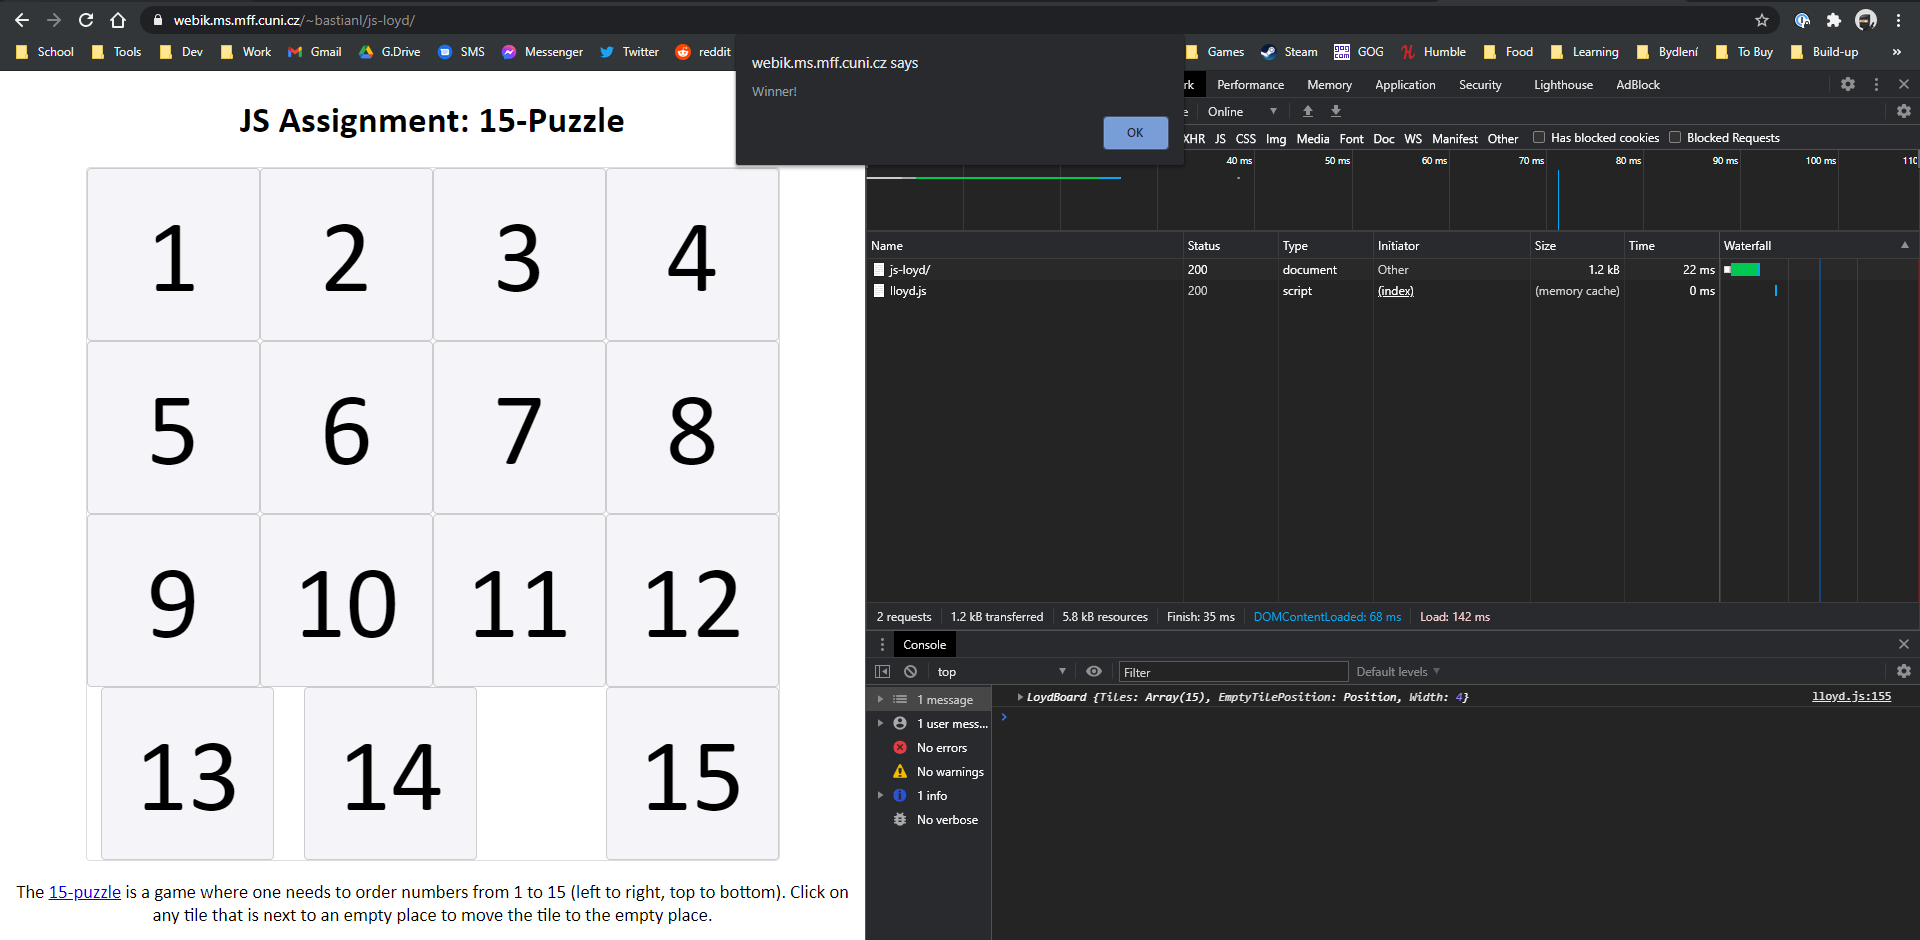 webik.ms.mff.cuni.cz/~bastianl/js-loyd/
School Tools Dev Work Gmail G.Drive SMS Messenger Twitter reddit Games Steam GOG Humble Food Learning Bydlení To Buy Build-up »
webik.ms.mff.cuni.cz says
Winner!
OK
JS Assignment: 15-Puzzle
1 2 3 4
5 6 7 8
9 10 11 12
13 14 15
The 15-puzzle is a game where one needs to order numbers from 1 to 15 (left to right, top to bottom). Click on
any tile that is next to an empty place to move the tile to the empty place.
rk Performance Memory Application Security Lighthouse AdBlock
e Online
XHR JS CSS Img Media Font Doc WS Manifest Other Has blocked cookies Blocked Requests
40 ms 50 ms 60 ms 70 ms 80 ms 90 ms 100 ms 110
Name Status Type Initiator Size Time Waterfall
js-loyd/ 200 document Other 1.2 kB 22 ms
lloyd.js 200 script (index) (memory cache) 0 ms
2 requests 1.2 kB transferred 5.8 kB resources Finish: 35 ms DOMContentLoaded: 68 ms Load: 142 ms
Console
top Filter Default levels
1 message
1 user mess...
No errors
No warnings
1 info
No verbose
LoydBoard {Tiles: Array(15), EmptyTilePosition: Position, Width: 4} lloyd.js:155